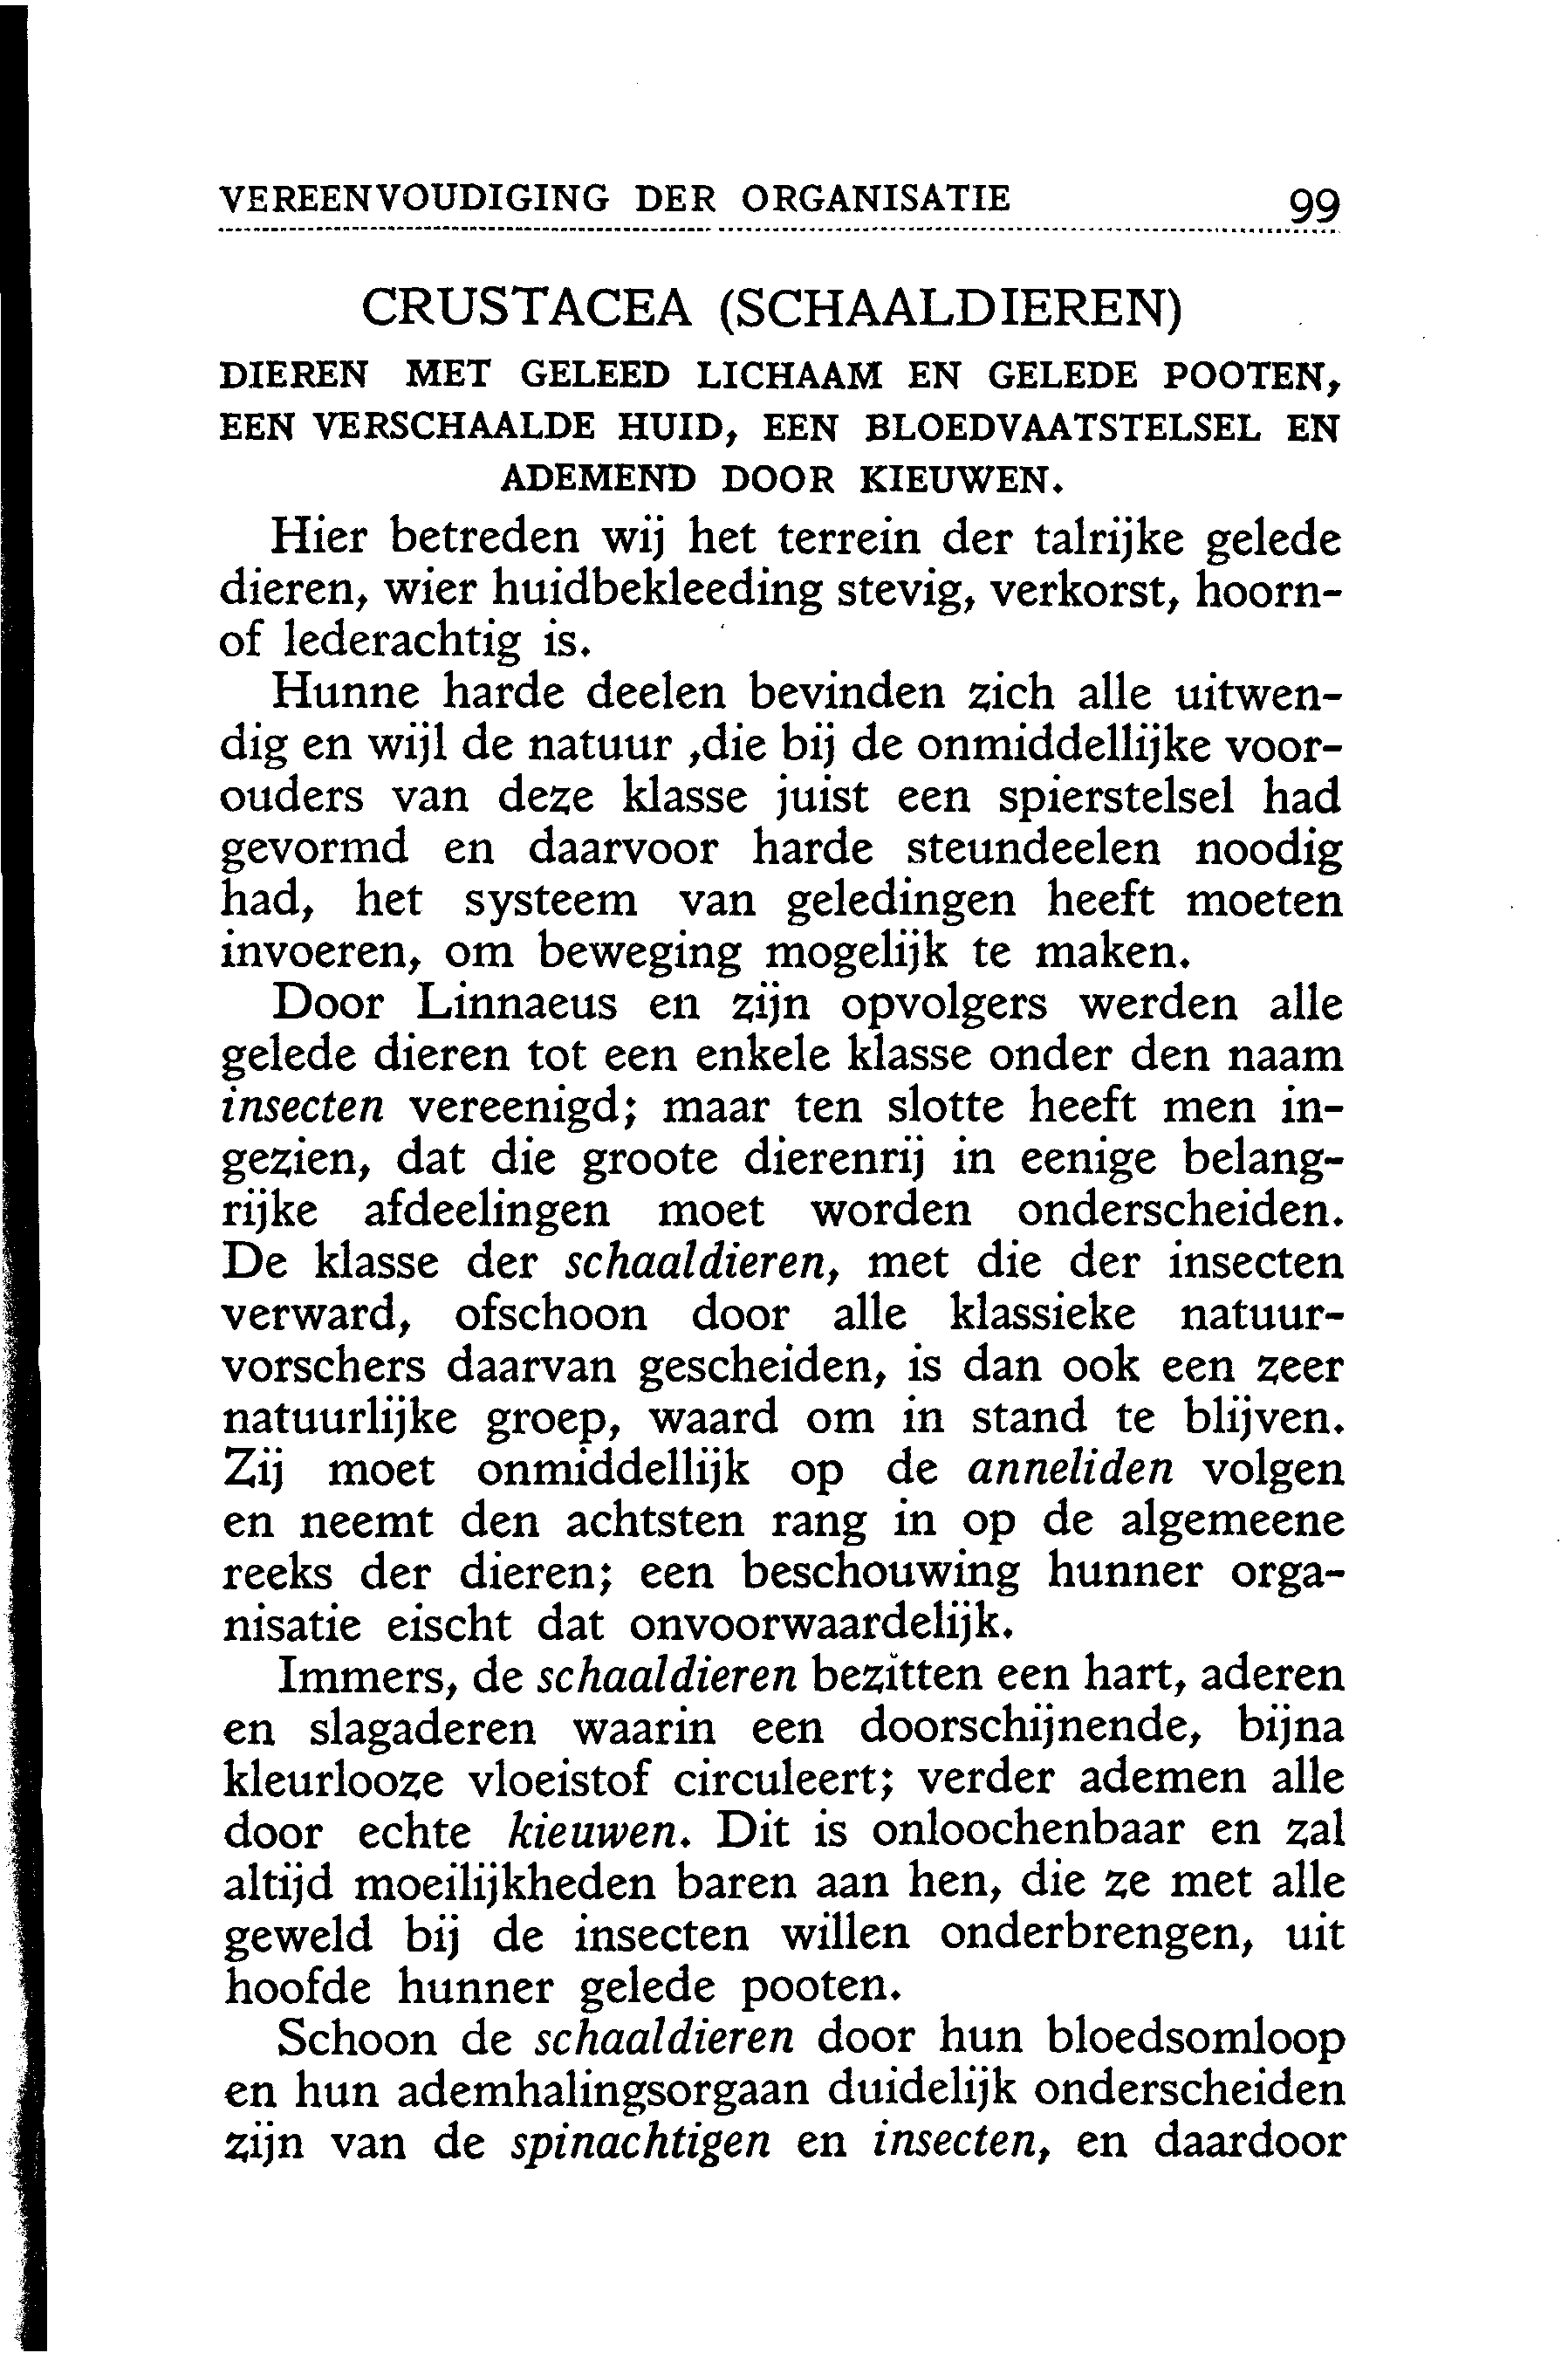 VEREENVOUDIGING DER ORGANISATIE 99
CRUSTACEA (SCHAALDIEREN)
DIEREN MET GELEED LICHAAM EN GELEDE POOTEN,
EEN VERSCHAALDE HUID, EEN BLOEDVAATSTELSEL EN
ADEMEND DOOR KIEUWEN.
Hier betreden wij het terrein der talrijke gelede
dieren, wier huidbekleeding stevig, verkorst, hoorn-
of lederachtig is.
Hunne harde deelen bevinden zich alle uitwen-
dig en wijl de natuur ,die bij de onmiddellijke voor-
ouders van deze klasse juist een spierstelsel had
gevormd en daarvoor harde steundeelen noodig
had, het systeem van geledingen heeft moeten
invoeren, om beweging mogelijk te maken.
Door Linnaeus en zijn opvolgers werden alle
gelede dieren tot een enkele klasse onder den naam
insecten vereenigd; maar ten slotte heeft men in-
gezien, dat die groote dierenrij in eenige belang-
rijke afdeelingen moet worden onderscheiden.
De klasse der schaaldieren, met die der insecten
verward, ofschoon door alle klassieke natuur-
vorschers daarvan gescheiden, is dan ook een zeer
natuurlijke groep, waard om in stand te blijven.
Zij moet onmiddellijk op de anneliden volgen
en neemt den achtsten rang in op de algemeene
reeks der dieren; een beschouwing hunner orga-
nisatie eischt dat onvoorwaardelijk.
Immers, de schaaldieren bezitten een hart, aderen
en slagaderen waarin een doorschijnende, bijna
kleurlooze vloeistof circuleert; verder ademen alle
door echte kieuwen. Dit is onloochenbaar en zal
altijd moeilijkheden baren aan hen, die ze met alle
geweld bij de insecten willen onderbrengen, uit
hoofde hunner gelede pooten.
Schoon de schaaldieren door hun bloedsomloop
en hun ademhalingsorgaan duidelijk onderscheiden
zijn van de spinachtigen en insecten, en daardoor